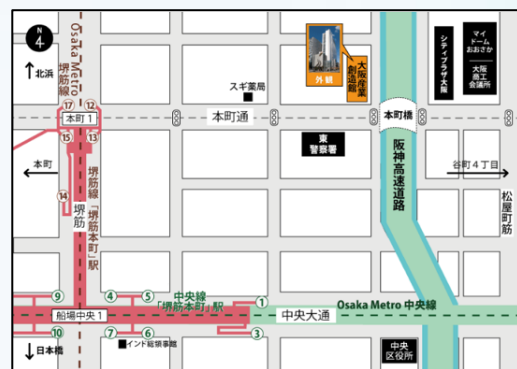 N
4
北浜
Osaka Metro
堺筋線
17
12
本町1
15
13
14
本町
堺筋
堺筋線「堺筋本町」駅
スギ薬局
本町通
外観
大阪産業
創造館
東
警察署
本町橋
阪神高速道路
シティプラザ大阪
マイ
ドーム
おおさか
大阪
商工
会議所
谷町4丁目
松屋町筋
9
4
5
中央線
「堺筋本町」駅
1
Osaka Metro 中央線
船場中央1
中央大通
10
7
6
3
日本橋
インド総領事館
中央
区役所